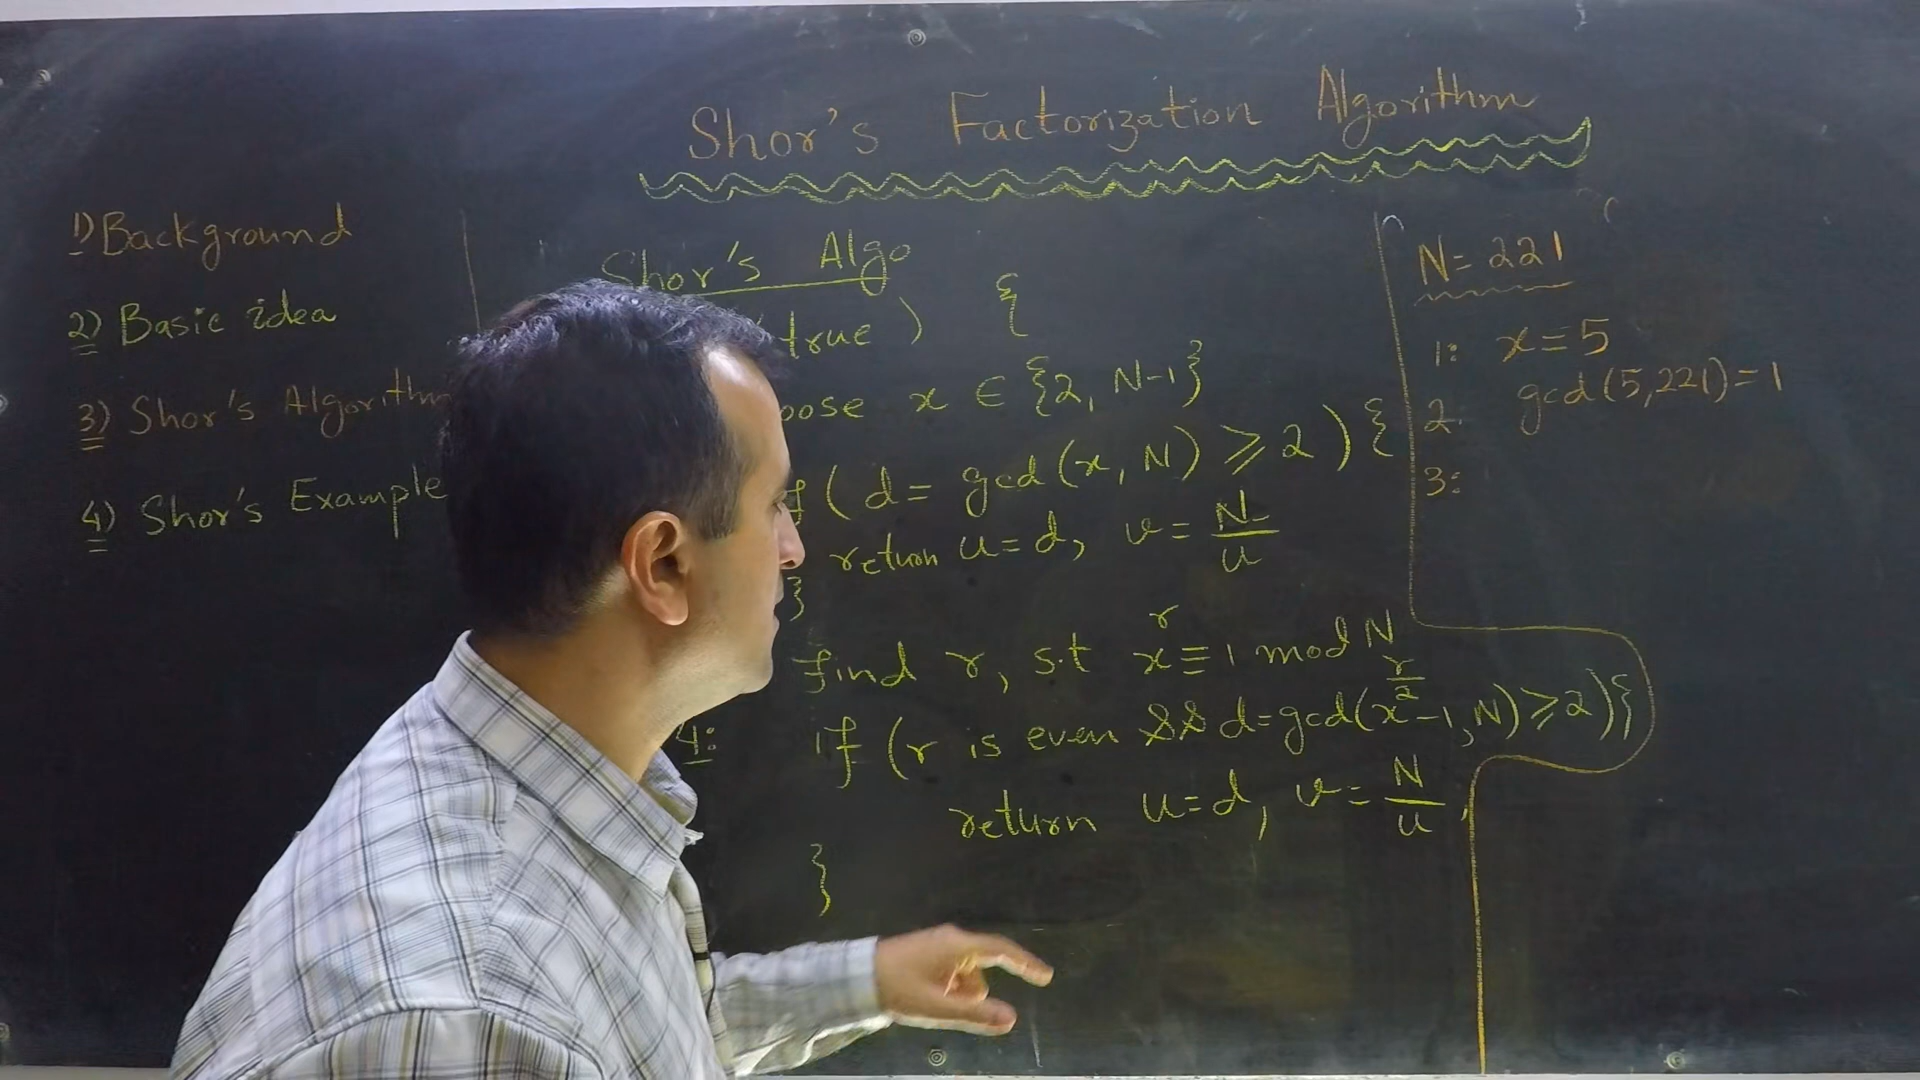 Shor's Factorization Algorithm
1) Background
2) Basic idea
3) Shor's Algorithm
4) Shor's Example
Shor's Algo
true ) {
oose x ∈ {2, N-1}
f ( d = gcd (x, N) ⩾ 2 ) {
return u = d, v = N/u
}
find r, s.t x^r ≡ 1 mod N
4: if (r is even && d = gcd(x^(r/2) - 1, N) ⩾ 2) {
return u = d, v = N/u,
}
N = 221
1: x = 5
2. gcd (5, 221) = 1
3: